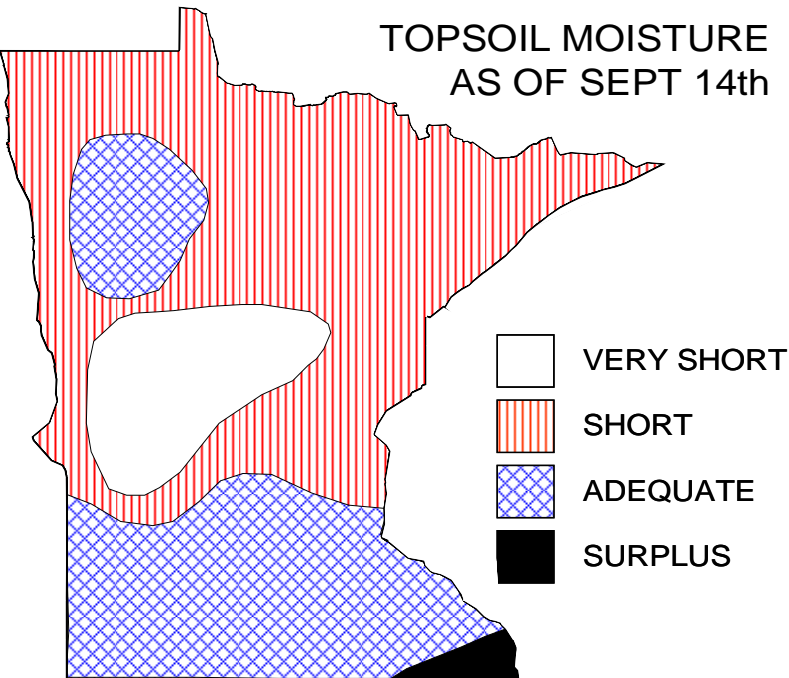 TOPSOIL MOISTURE
AS OF SEPT 14th
VERY SHORT
SHORT
ADEQUATE
SURPLUS